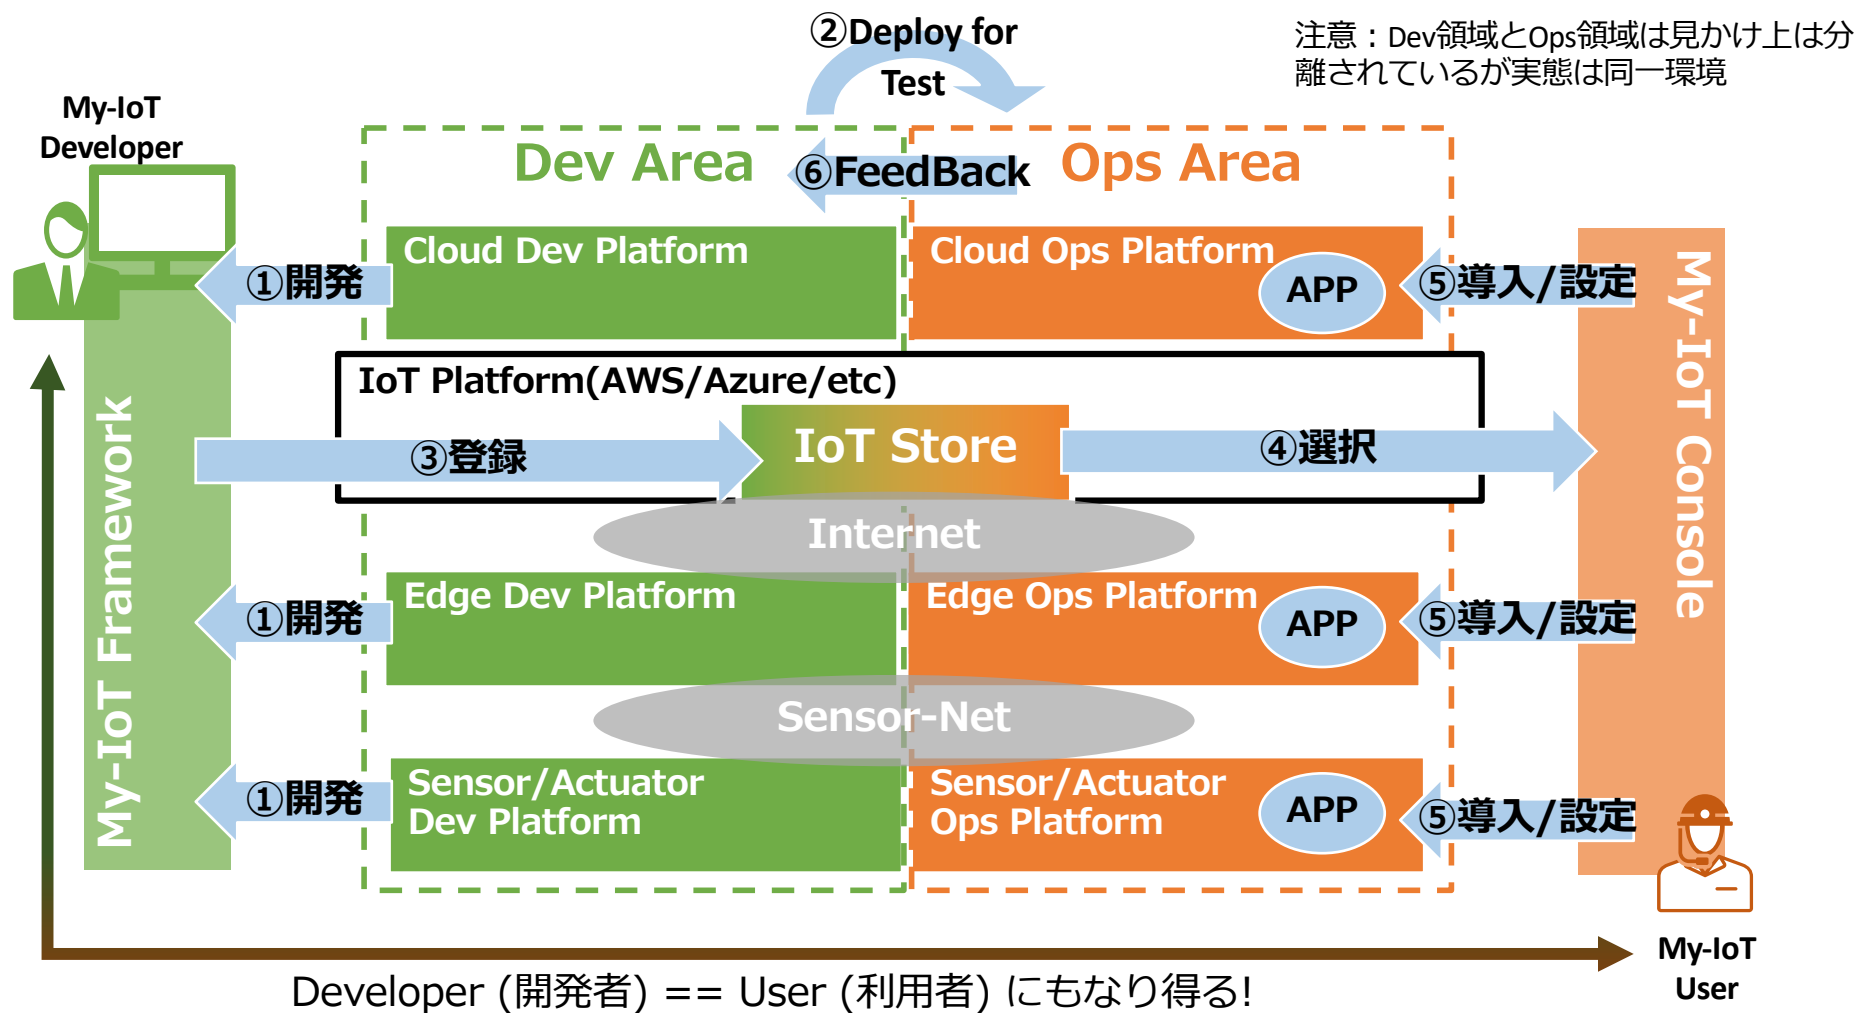 ②Deploy for
Test
注意：Dev領域とOps領域は見かけ上は分
離されているが実態は同一環境
My-IoT
Developer
Dev Area
⑥FeedBack
Ops Area
Cloud Dev Platform
Cloud Ops Platform
APP
①開発
⑤導入/設定
IoT Platform(AWS/Azure/etc)
③登録
IoT Store
④選択
My-IoT Framework
My-IoT Console
Internet
Edge Dev Platform
Edge Ops Platform
APP
①開発
⑤導入/設定
Sensor-Net
Sensor/Actuator
Dev Platform
Sensor/Actuator
Ops Platform
APP
①開発
⑤導入/設定
My-IoT
User
Developer (開発者) == User (利用者) にもなり得る!